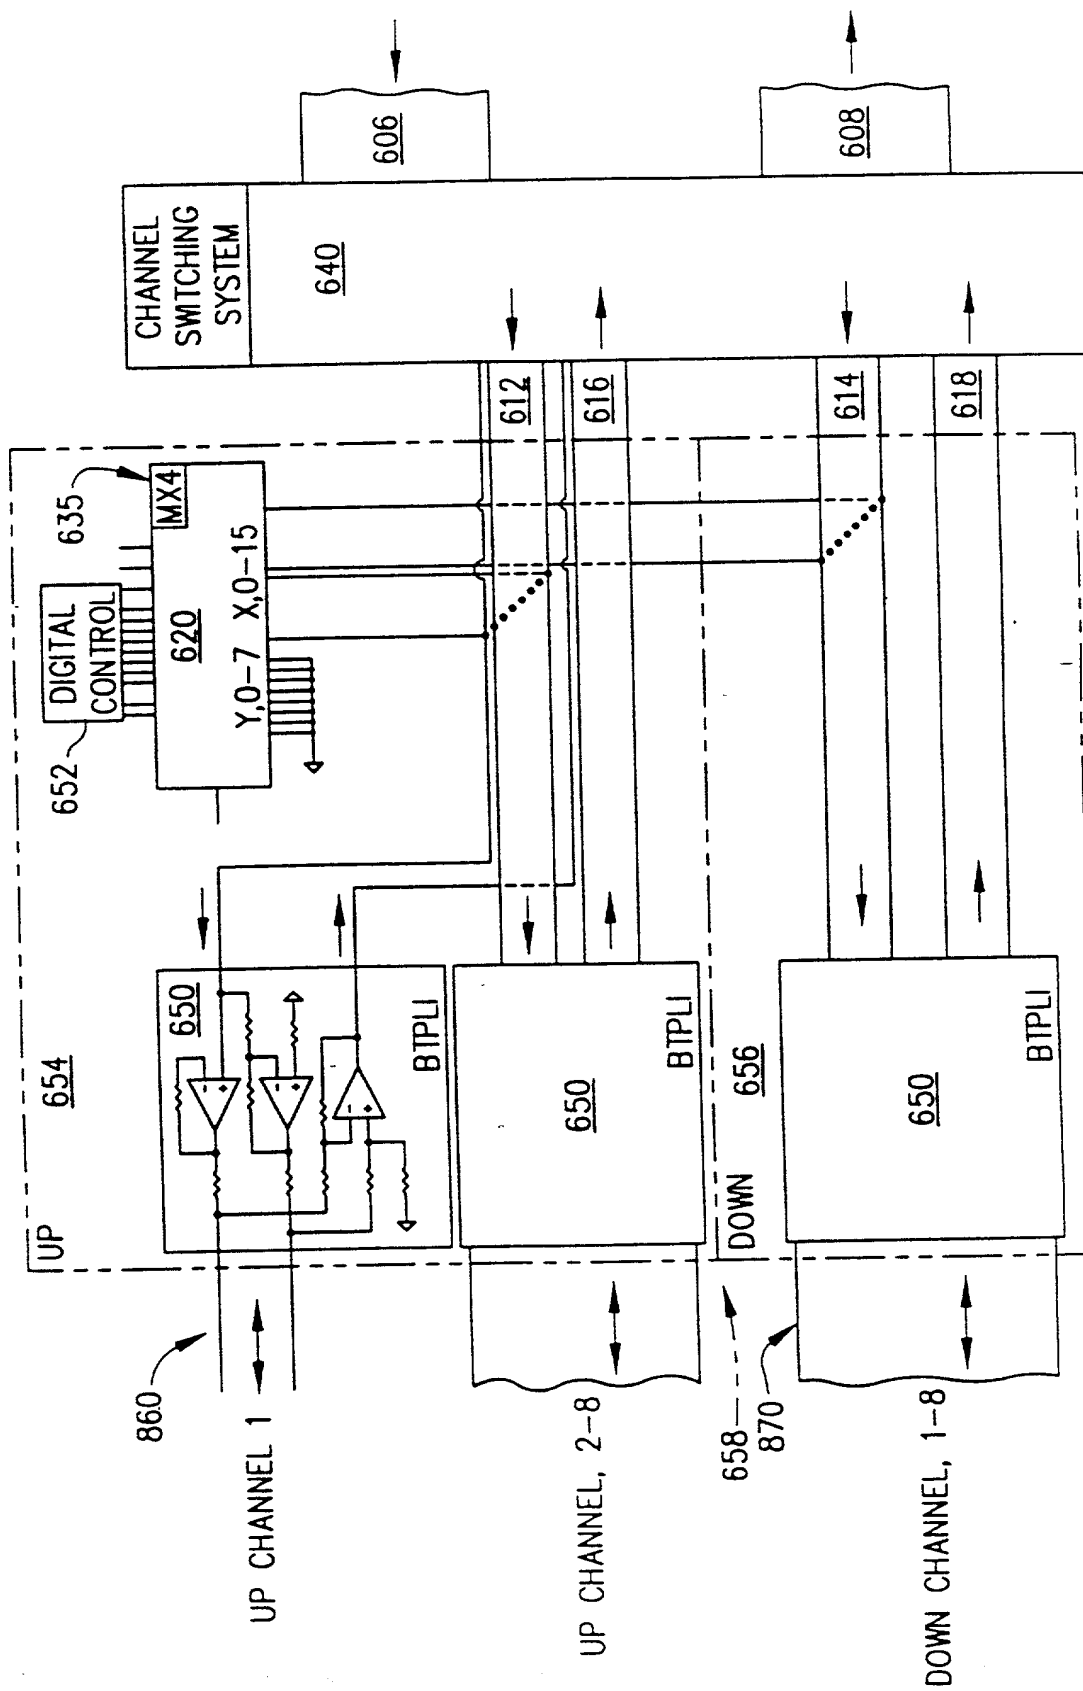 CHANNEL
SWITCHING
SYSTEM
640
606
608
612
616
614
618
635
MX4
DIGITAL
CONTROL
652
620
X,0-15
Y,0-7
654
UP
650
BTPLI
650
BTPLI
656
DOWN
650
BTPLI
860
UP CHANNEL 1
UP CHANNEL, 2-8
658
870
DOWN CHANNEL, 1-8